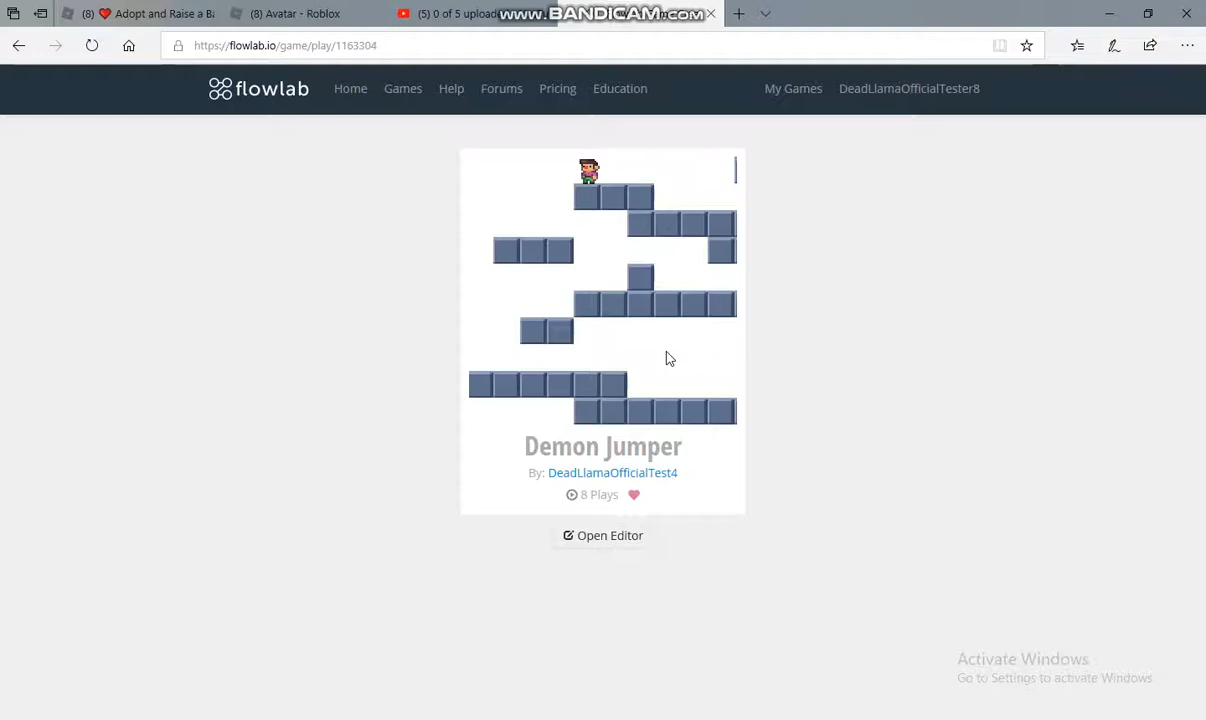 (8) ❤ Adopt and Raise a Ba
(8) Avatar - Roblox
(5) 0 of 5 upload
www.BANDICAM.com
https://flowlab.io/game/play/1163304
flowlab
Home
Games
Help
Forums
Pricing
Education
My Games
DeadLlamaOfficialTester8
Demon Jumper
By: DeadLlamaOfficialTest4
8 Plays
Open Editor
Activate Windows
Go to Settings to activate Windows.